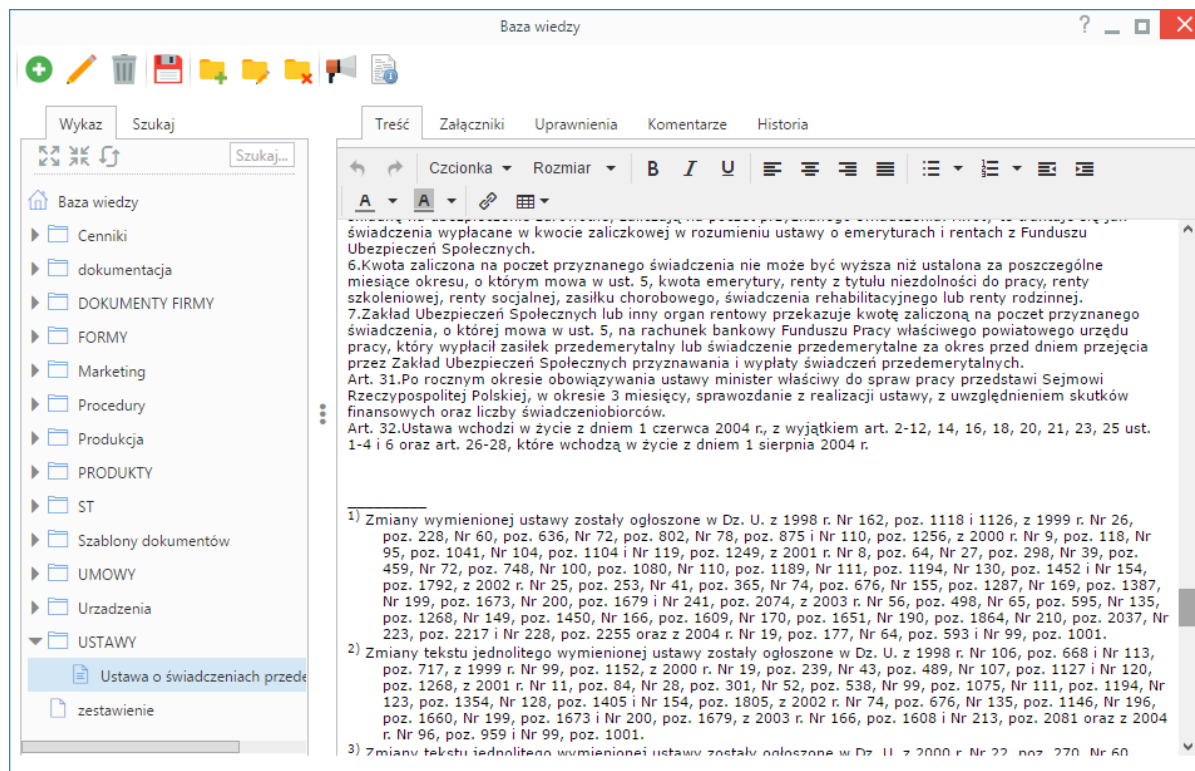 Baza wiedzy
?
Wykaz
Szukaj
Szukaj...
Baza wiedzy
Cenniki
dokumentacja
DOKUMENTY FIRMY
FORMY
Marketing
Procedury
Produkcja
PRODUKTY
ST
Szablony dokumentów
UMOWY
Urzadzenia
USTAWY
Ustawa o świadczeniach przede
zestawienie
Treść
Załączniki
Uprawnienia
Komentarze
Historia
Czcionka
Rozmiar
B I U
A
A
świadczenia wypłacane w kwocie zaliczkowej w rozumieniu ustawy o emeryturach i rentach z Funduszu
Ubezpieczeń Społecznych.
6.Kwota zaliczona na poczet przyznanego świadczenia nie może być wyższa niż ustalona za poszczególne
miesiące okresu, o którym mowa w ust. 5, kwota emerytury, renty z tytułu niezdolności do pracy, renty
szkoleniowej, renty socjalnej, zasiłku chorobowego, świadczenia rehabilitacyjnego lub renty rodzinnej.
7.Zakład Ubezpieczeń Społecznych lub inny organ rentowy przekazuje kwotę zaliczoną na poczet przyznanego
świadczenia, o której mowa w ust. 5, na rachunek bankowy Funduszu Pracy właściwego powiatowego urzędu
pracy, który wypłacił zasiłek przedemerytalny lub świadczenie przedemerytalne za okres przed dniem przejęcia
przez Zakład Ubezpieczeń Społecznych przyznawania i wypłaty świadczeń przedemerytalnych.
Art. 31.Po rocznym okresie obowiązywania ustawy minister właściwy do spraw pracy przedstawi Sejmowi
Rzeczypospolitej Polskiej, w okresie 3 miesięcy, sprawozdanie z realizacji ustawy, z uwzględnieniem skutków
finansowych oraz liczby świadczeniobiorców.
Art. 32.Ustawa wchodzi w życie z dniem 1 czerwca 2004 r., z wyjątkiem art. 2-12, 14, 16, 18, 20, 21, 23, 25 ust.
1-4 i 6 oraz art. 26-28, które wchodzą w życie z dniem 1 sierpnia 2004 r.
1) Zmiany wymienionej ustawy zostały ogłoszone w Dz. U. z 1998 r. Nr 162, poz. 1118 i 1126, z 1999 r. Nr 26,
poz. 228, Nr 60, poz. 636, Nr 72, poz. 802, Nr 78, poz. 875 i Nr 110, poz. 1256, z 2000 r. Nr 9, poz. 118, Nr
95, poz. 1041, Nr 104, poz. 1104 i Nr 119, poz. 1249, z 2001 r. Nr 8, poz. 64, Nr 27, poz. 298, Nr 39, poz.
459, Nr 72, poz. 748, Nr 100, poz. 1080, Nr 110, poz. 1189, Nr 111, poz. 1194, Nr 130, poz. 1452 i Nr 154,
poz. 1792, z 2002 r. Nr 25, poz. 253, Nr 41, poz. 365, Nr 74, poz. 676, Nr 155, poz. 1287, Nr 169, poz. 1387,
Nr 199, poz. 1673, Nr 200, poz. 1679 i Nr 241, poz. 2074, z 2003 r. Nr 56, poz. 498, Nr 65, poz. 595, Nr 135,
poz. 1268, Nr 149, poz. 1450, Nr 166, poz. 1609, Nr 170, poz. 1651, Nr 190, poz. 1864, Nr 210, poz. 2037, Nr
223, poz. 2217 i Nr 228, poz. 2255 oraz z 2004 r. Nr 19, poz. 177, Nr 64, poz. 593 i Nr 99, poz. 1001.
2) Zmiany tekstu jednolitego wymienionej ustawy zostały ogłoszone w Dz. U. z 1998 r. Nr 106, poz. 668 i Nr 113,
poz. 717, z 1999 r. Nr 99, poz. 1152, z 2000 r. Nr 19, poz. 239, Nr 43, poz. 489, Nr 107, poz. 1127 i Nr 120,
poz. 1268, z 2001 r. Nr 11, poz. 84, Nr 28, poz. 301, Nr 52, poz. 538, Nr 99, poz. 1075, Nr 111, poz. 1194, Nr
123, poz. 1354, Nr 128, poz. 1405 i Nr 154, poz. 1805, z 2002 r. Nr 74, poz. 676, Nr 135, poz. 1146, Nr 196,
poz. 1660, Nr 199, poz. 1673 i Nr 200, poz. 1679, z 2003 r. Nr 166, poz. 1608 i Nr 213, poz. 2081 oraz z 2004
r. Nr 96, poz. 959 i Nr 99, poz. 1001.
3) Zmiany tekstu jednolitego wymienionej ustawy zostały ogłoszone w Dz. U. z 2000 r. Nr 22, poz. 270, Nr 60,